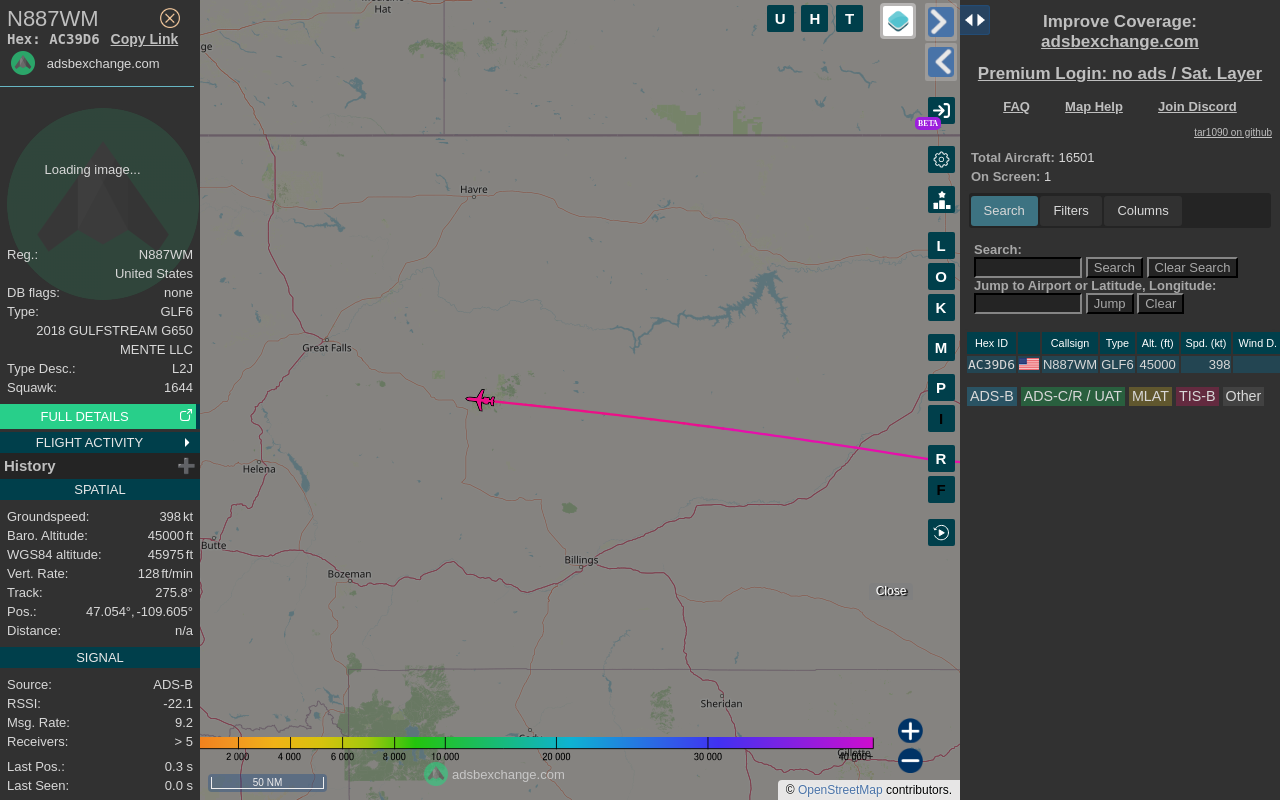 N887WM
Hex: AC39D6 Copy Link
adsbexchange.com
Loading image...
Reg.: N887WM
United States
DB flags: none
Type: GLF6
2018 GULFSTREAM G650
MENTE LLC
Type Desc.: L2J
Squawk: 1644
FULL DETAILS
FLIGHT ACTIVITY
History
SPATIAL
Groundspeed: 398 kt
Baro. Altitude: 45000 ft
WGS84 altitude: 45975 ft
Vert. Rate: 128 ft/min
Track: 275.8°
Pos.: 47.054°, -109.605°
Distance: n/a
SIGNAL
Source: ADS-B
RSSI: -22.1
Msg. Rate: 9.2
Receivers: > 5
Last Pos.: 0.3 s
Last Seen: 0.0 s
Hat
ge
Havre
Great Falls
Helena
Butte
Bozeman
Billings
Sheridan
U H T
BETA
L
O
K
M
P
I
R
F
Close
2 000 4 000 6 000 8 000 10 000 20 000 30 000 40 000+
adsbexchange.com
50 NM
© OpenStreetMap contributors.
Improve Coverage:
adsbexchange.com
Premium Login: no ads / Sat. Layer
FAQ Map Help Join Discord
tar1090 on github
Total Aircraft: 16501
On Screen: 1
Search Filters Columns
Search:
Search Clear Search
Jump to Airport or Latitude, Longitude:
Jump Clear
Hex ID Callsign Type Alt. (ft) Spd. (kt) Wind D.
AC39D6 N887WM GLF6 45000 398
ADS-B ADS-C/R / UAT MLAT TIS-B Other